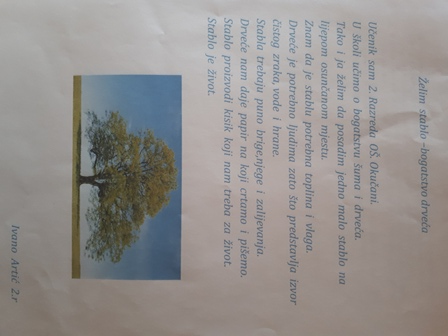 Želim stablo -bogatstvo drveća
Učenik sam 2. Razreda OŠ. Okučani.
U školi učimo o bogatstvu šuma i drveća.
Tako i ja želim da posadim jedno malo stablo na
lijepom osunčanom mjestu.
Znam da je stablu potrebna toplina i vlaga.
Drveće je potrebno ljudima zato što predstavlja izvor
čistog zraka, vode i hrane.
Stabla trebaju puno brige,njege i zalijevanja.
Drveće nam daje papir na koji crtamo i pišemo.
Stablo proizvodi kisik koji nam treba za život.
Stablo je život.
Ivano Artić 2.r